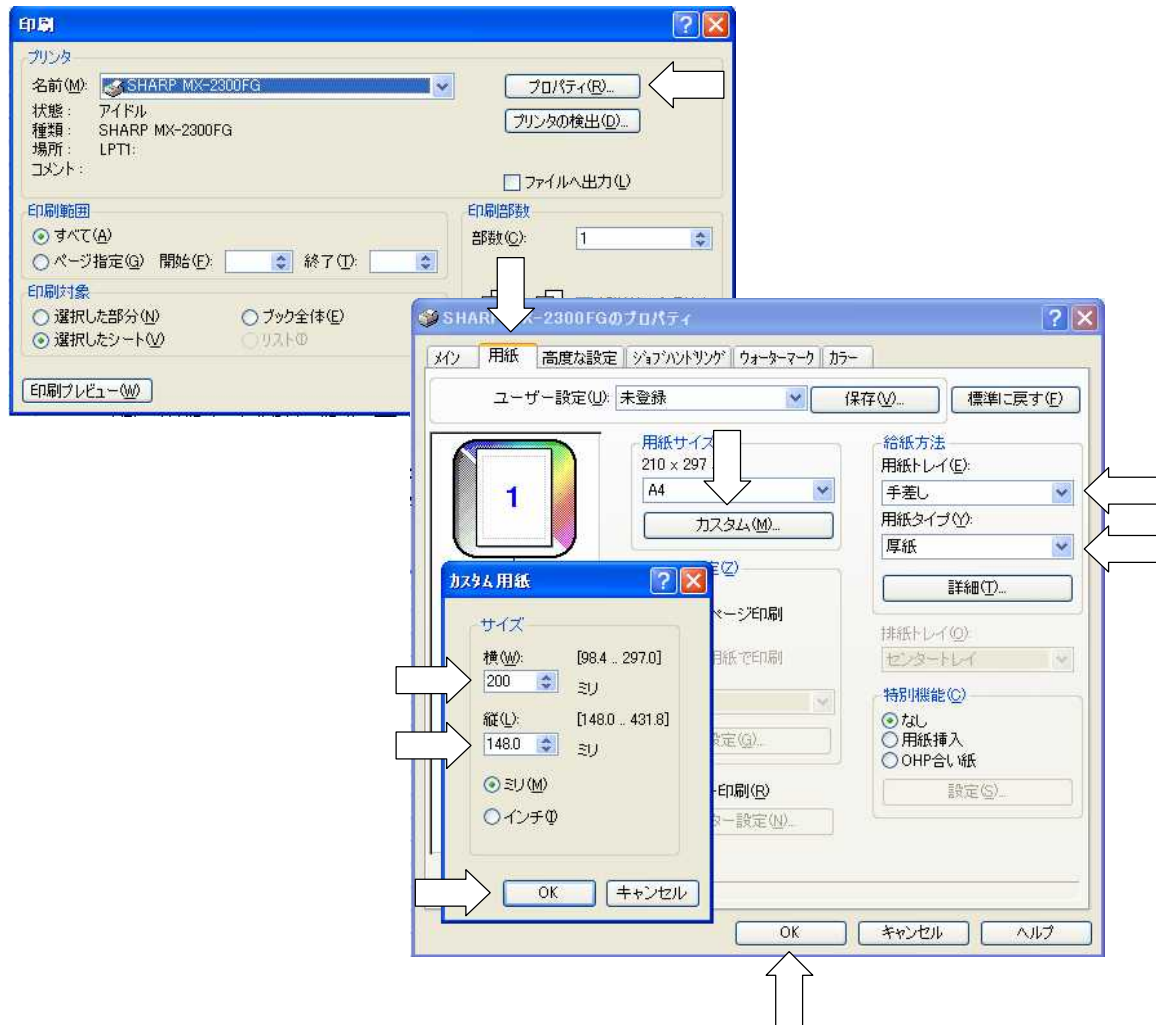 印刷
プリンタ
名前(M):
SHARP MX-2300FG
プロパティ(R)...
状態：
アイドル
種類：
SHARP MX-2300FG
プリンタの検出(D)...
場所：
LPT1:
コメント：
ファイルへ出力(L)
印刷範囲
すべて(A)
ページ指定(G) 開始(F): 終了(T):
印刷部数
部数(C):
1
印刷対象
選択した部分(N)
ブック全体(E)
選択したシート(V)
リスト(I)
印刷プレビュー(W)
-2300FGのプロパティ
メイン
用紙
高度な設定
ジョブハンドリング
ウォーターマーク
カラー
ユーザー設定(U):
未登録
保存(V)...
標準に戻す(F)
1
用紙サイズ
210 x 297
A4
カスタム(M)...
給紙方法
用紙トレイ(E):
手差し
用紙タイプ(Y):
厚紙
詳細(T)...
排紙トレイ(O):
センタートレイ
特別機能(C)
なし
用紙挿入
OHP合い紙
設定(S)...
(Z)
ページ印刷
用紙で印刷
設定(G)...
印刷(R)
ー設定(N)...
カスタム用紙
サイズ
横(W):
[98.4 .. 297.0]
200
ミリ
縦(L):
[148.0 .. 431.8]
148.0
ミリ
ミリ(M)
インチ(I)
OK
キャンセル
OK
キャンセル
ヘルプ